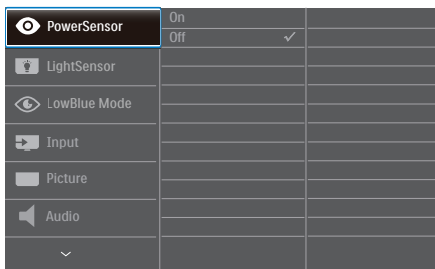 PowerSensor
On
Off
LightSensor
LowBlue Mode
Input
Picture
Audio